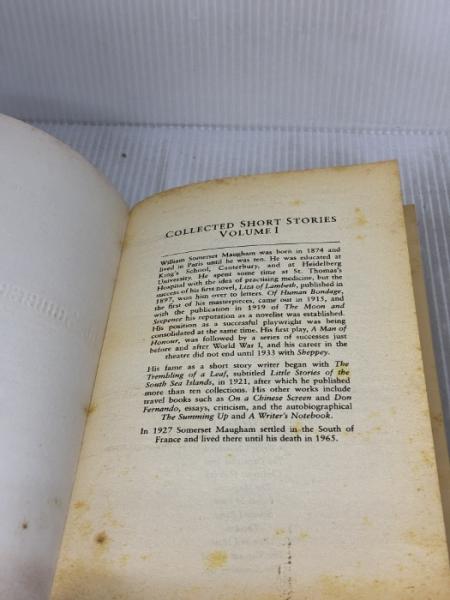 COLLECTED SHORT STORIES
VOLUME I
William Somerset Maugham was born in 1874 and
lived in Paris until he was ten. He was educated at
King's School, Canterbury, and at Heidelberg
University. He spent some time at St. Thomas's
Hospital with the idea of practising medicine, but the
success of his first novel, Liza of Lambeth, published in
1897, won him over to letters. Of Human Bondage,
the first of his masterpieces, came out in 1915, and
with the publication in 1919 of The Moon and
Sixpence his reputation as a novelist was established.
His position as a successful playwright was being
consolidated at the same time. His first play, A Man of
Honour, was followed by a series of successes just
before and after World War I, and his career in the
theatre did not end until 1933 with Sheppey.
His fame as a short story writer began with The
Trembling of a Leaf, subtitled Little Stories of the
South Sea Islands, in 1921, after which he published
more than ten collections. His other works include
travel books such as On a Chinese Screen and Don
Fernando, essays, criticism, and the autobiographical
The Summing Up and A Writer's Notebook.
In 1927 Somerset Maugham settled in the South of
France and lived there until his death in 1965.